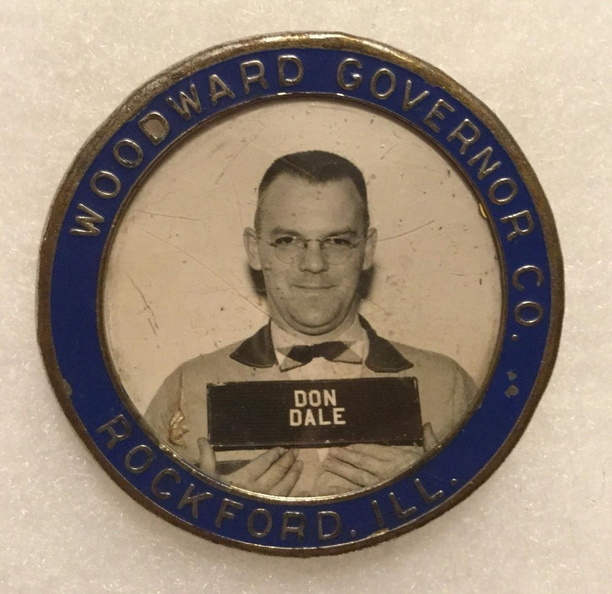 WOODWARD GOVERNOR CO.
DON
DALE
ROCKFORD, ILL.